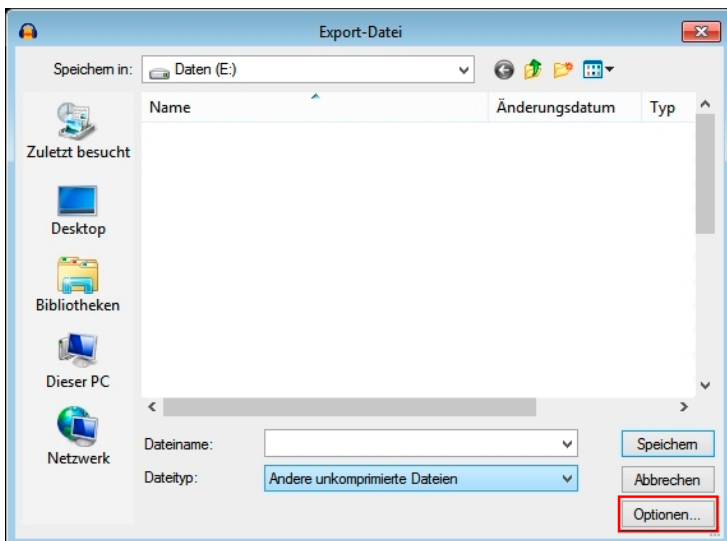 Export-Datei
Speichern in: Daten (E:)
Name Änderungsdatum Typ
Zuletzt besucht
Desktop
Bibliotheken
Dieser PC
Netzwerk
Dateiname: Speichern
Dateityp: Andere unkomprimierte Dateien Abbrechen
Optionen...